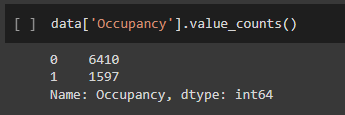 [ ] data['Occupancy'].value_counts()
0    6410
1    1597
Name: Occupancy, dtype: int64